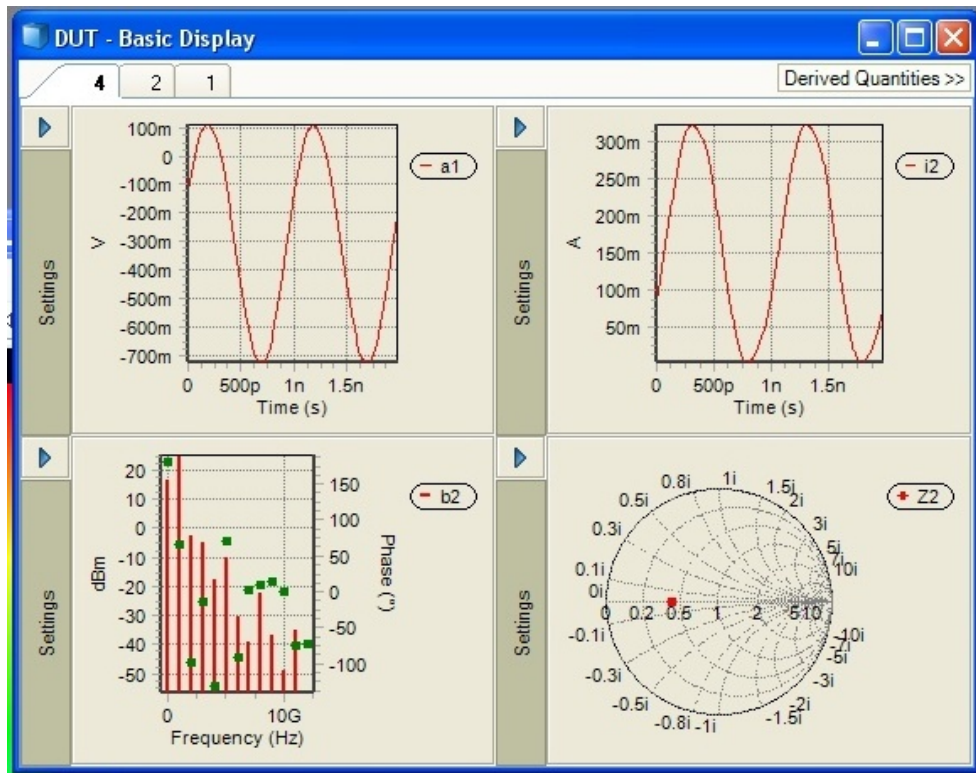 DUT - Basic Display
4 2 1
Derived Quantities >>
Settings
V
100m
0
-100m
-200m
-300m
-400m
-500m
-600m
-700m
0 500p 1n 1.5n
Time (s)
a1
Settings
A
300m
250m
200m
150m
100m
50m
0 500p 1n 1.5n
Time (s)
i2
Settings
dBm
20
10
0
-10
-20
-30
-40
-50
0 10G
Frequency (Hz)
150
100
50
0
-50
-100
Phase (°)
b2
Settings
1i
0.8i 1.5i
0.5i 2i
0.3i 3i
5i
7i
0.1i 10i
0i
0 0.2 0.5 1 2 5 10
-0.1i -10i
-7i
-5i
-0.3i -3i
-0.5i -2i
-0.8i -1i -1.5i
Z2